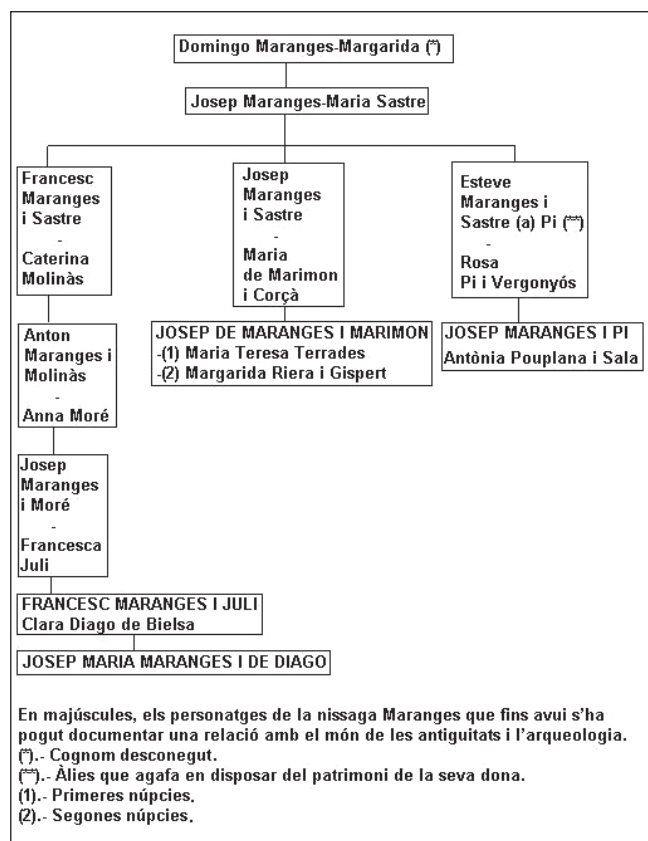 Domingo Maranges-Margarida (*)
Josep Maranges-Maria Sastre
Francesc
Maranges
i Sastre
-
Caterina
Molinàs
Josep
Maranges
i Sastre
-
Maria
de Marimon
i Corçà
Esteve
Maranges i
Sastre (a) Pi (**)
-
Rosa
Pi i Vergonyós
Anton
Maranges i
Molinàs
-
Anna Moré
JOSEP DE MARANGES I MARIMON
-(1) Maria Teresa Terrades
-(2) Margarida Riera i Gispert
JOSEP MARANGES I PI
Antònia Pouplana i Sala
Josep
Maranges
i Moré
-
Francesca
Juli
FRANCESC MARANGES I JULI
Clara Diago de Bielsa
JOSEP MARIA MARANGES I DE DIAGO
En majúscules, els personatges de la nissaga Maranges que fins avui s'ha
pogut documentar una relació amb el món de les antiguitats i l'arqueologia.
(*).- Cognom desconegut.
(**).- Àlies que agafa en disposar del patrimoni de la seva dona.
(1).- Primeres núpcies.
(2).- Segones núpcies.